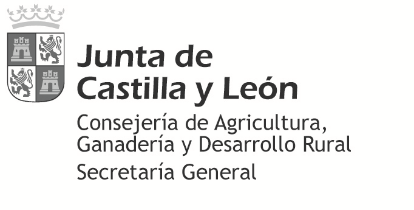 Junta de
Castilla y León
Consejería de Agricultura,
Ganadería y Desarrollo Rural
Secretaría General